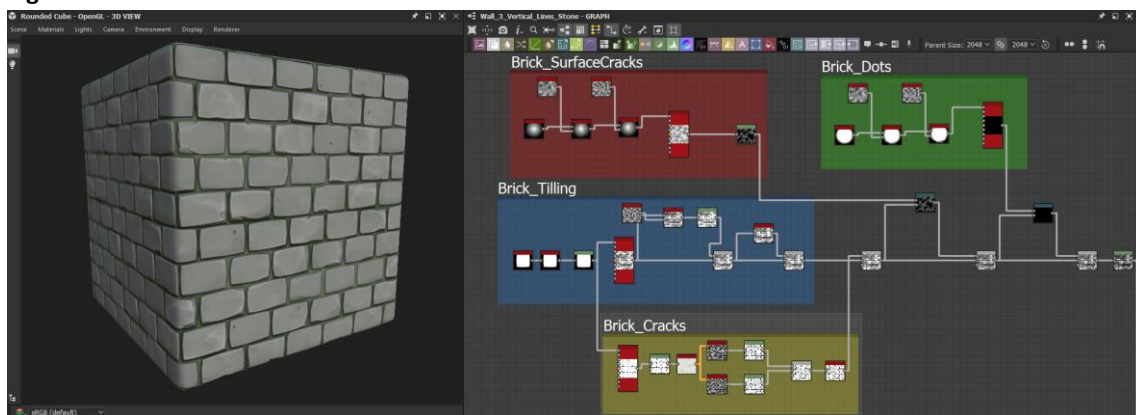 Rounded Cube - OpenGL - 3D VIEW
Scene Materials Lights Camera Environment Display Renderer
sRGB (default)
Wall_3_Vertical_Lines_Stone - GRAPH
Parent Size: 2048 2048
Brick_SurfaceCracks
Brick_Dots
Brick_Tilling
Brick_Cracks